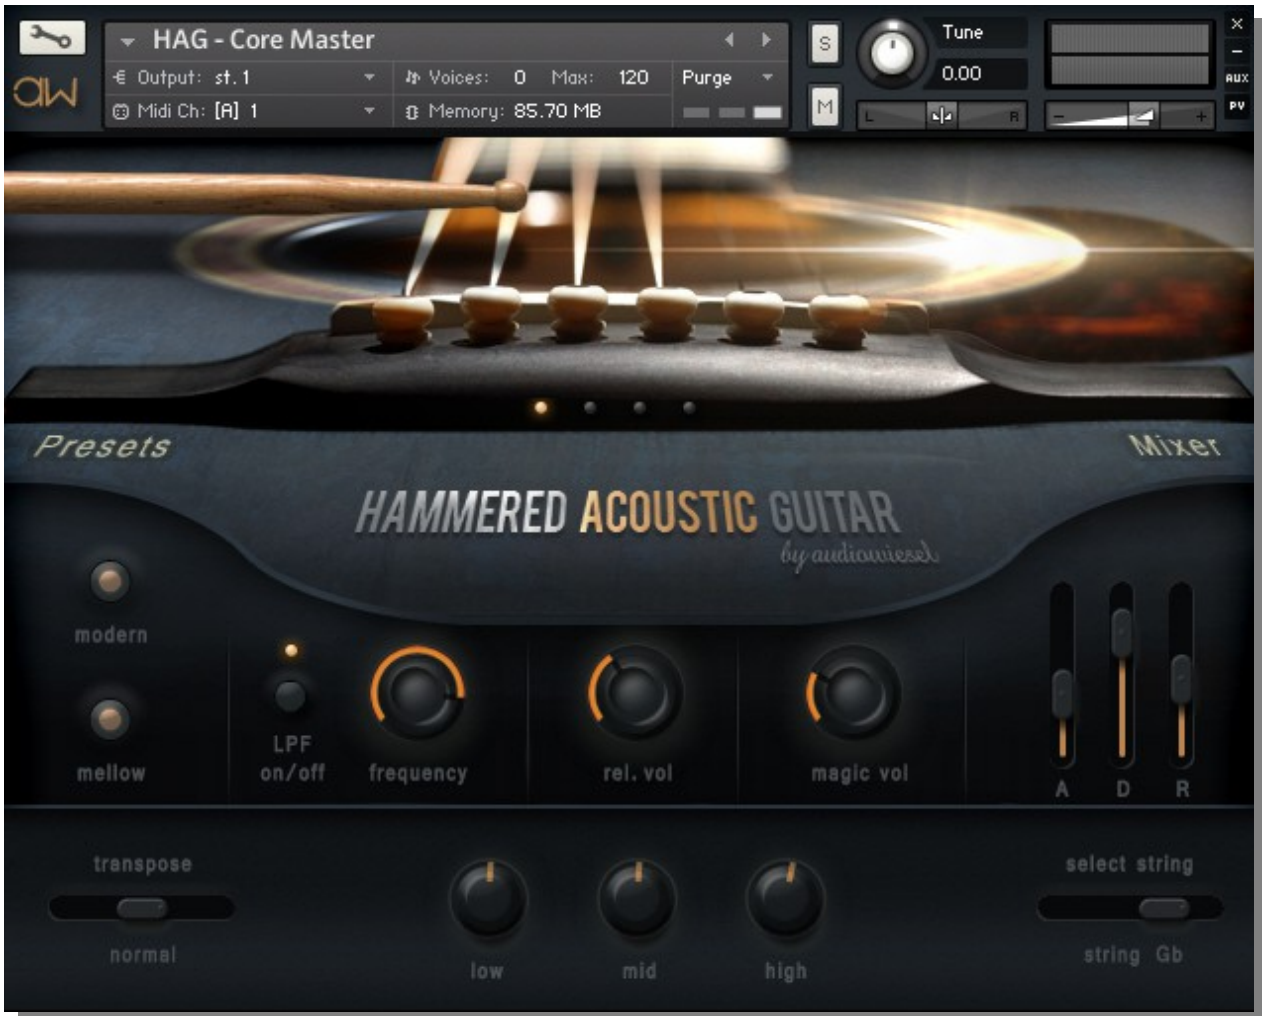 HAG - Core Master
S
Tune
Output: st. 1
Voices: 0 Max: 120
Purge
0.00
AUX
aw
Midi Ch: [A] 1
Memory: 85.70 MB
M
L
R
PV
Presets
Mixer
HAMMERED ACOUSTIC GUITAR
by audiowiesel
modern
mellow
LPF
on/off
frequency
rel. vol
magic vol
A D R
transpose
select string
normal
string Gb
low
mid
high